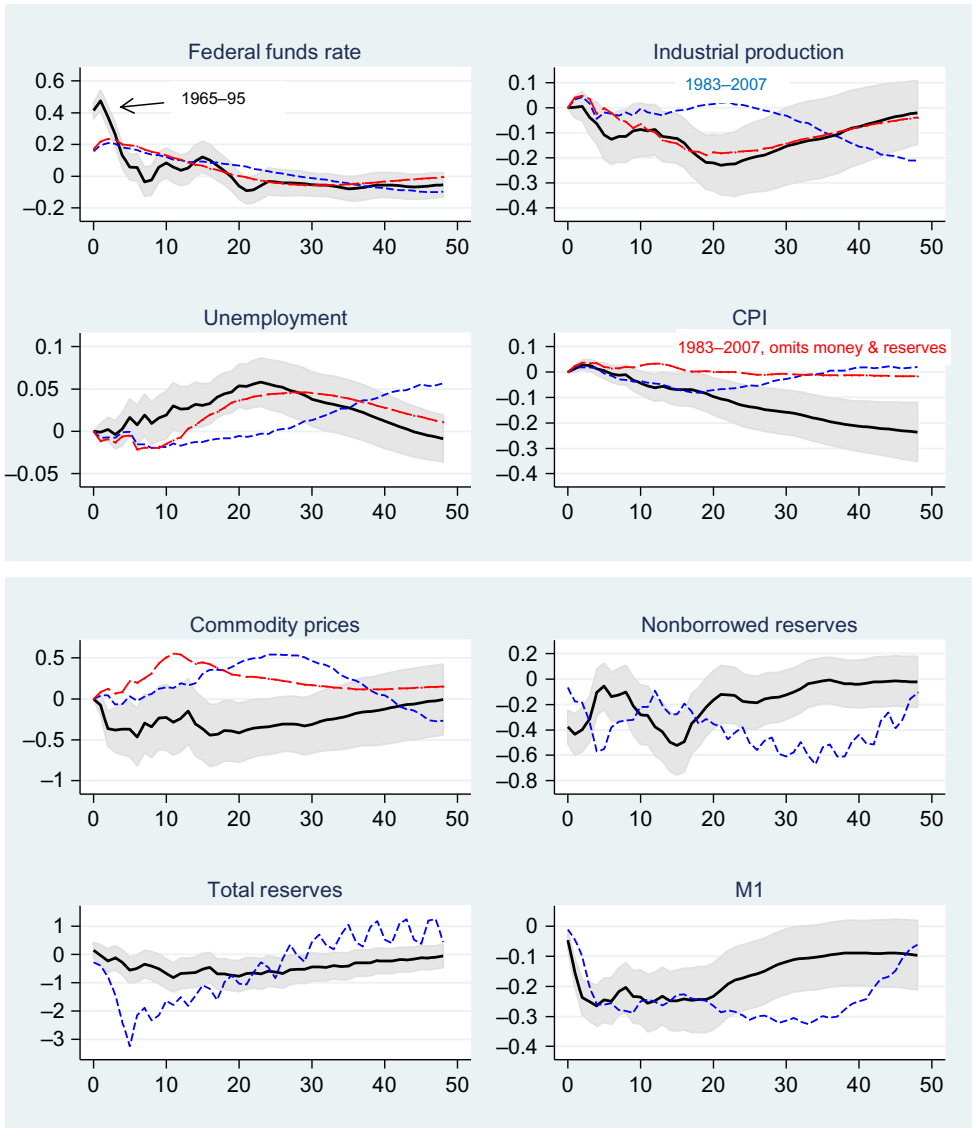 Federal funds rate
0.6
0.4
0.2
0
–0.2
1965–95
0 10 20 30 40 50
Industrial production
0.1
0
–0.1
–0.2
–0.3
–0.4
1983–2007
0 10 20 30 40 50
Unemployment
0.1
0.05
0
–0.05
0 10 20 30 40 50
CPI
0.1
0
–0.1
–0.2
–0.3
–0.4
1983–2007, omits money & reserves
0 10 20 30 40 50
Commodity prices
0.5
0
–0.5
–1
0 10 20 30 40 50
Nonborrowed reserves
0.2
0
–0.2
–0.4
–0.6
–0.8
0 10 20 30 40 50
Total reserves
1
0
–1
–2
–3
0 10 20 30 40 50
M1
0
–0.1
–0.2
–0.3
–0.4
0 10 20 30 40 50